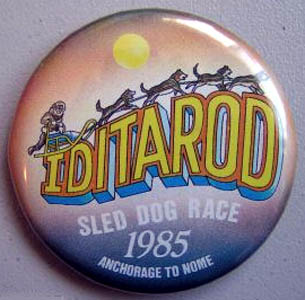 IDITAROD
SLED DOG RACE
1985
ANCHORAGE TO NOME